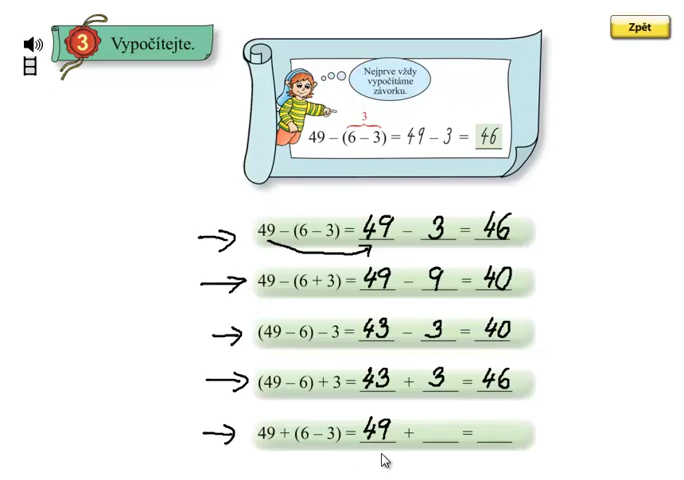 Zpět
3 Vypočítejte.
Nejprve vždy
vypočítáme
závorku.
3
49 – (6 – 3) = 49 – 3 = 46
49 – (6 – 3) = 49 – 3 = 46
49 – (6 + 3) = 49 – 9 = 40
(49 – 6) – 3 = 43 – 3 = 40
(49 – 6) + 3 = 43 + 3 = 46
49 + (6 – 3) = 49 + ___ = ___